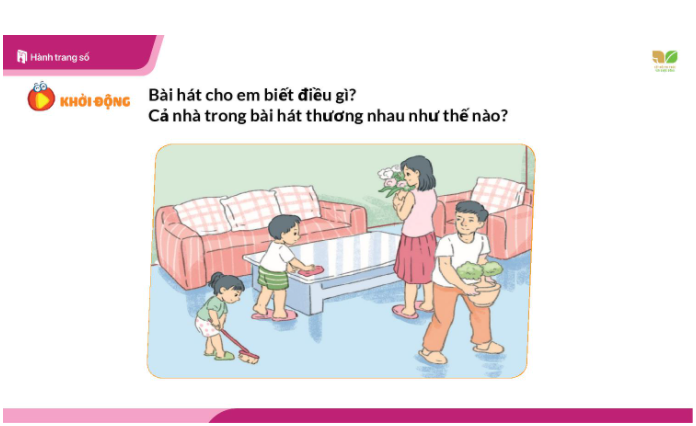 Hành trang số
KHỞI ĐỘNG
Bài hát cho em biết điều gì?
Cả nhà trong bài hát thương nhau như thế nào?